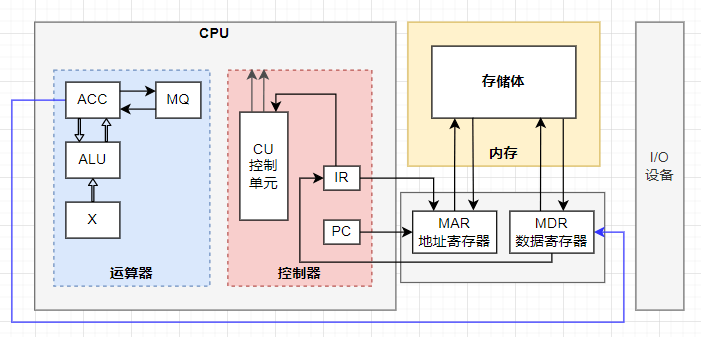 CPU
ACC
MQ
ALU
X
运算器
CU
控制
单元
IR
PC
控制器
存储体
内存
MAR
地址寄存器
MDR
数据寄存器
I/O
设备